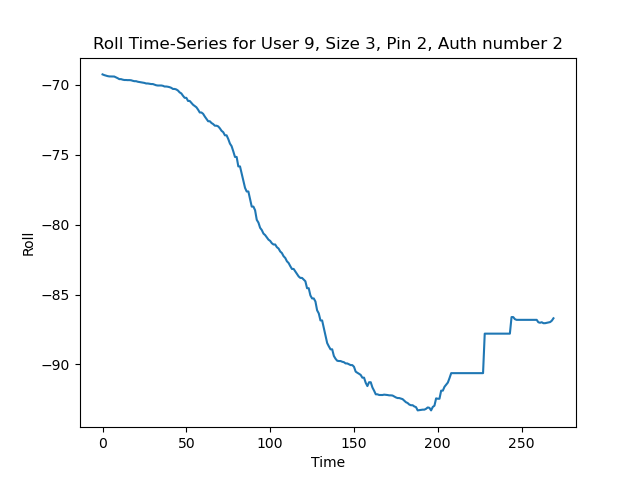 Roll Time-Series for User 9, Size 3, Pin 2, Auth number 2
−70
−75
−80
−85
−90
Roll
0 50 100 150 200 250
Time